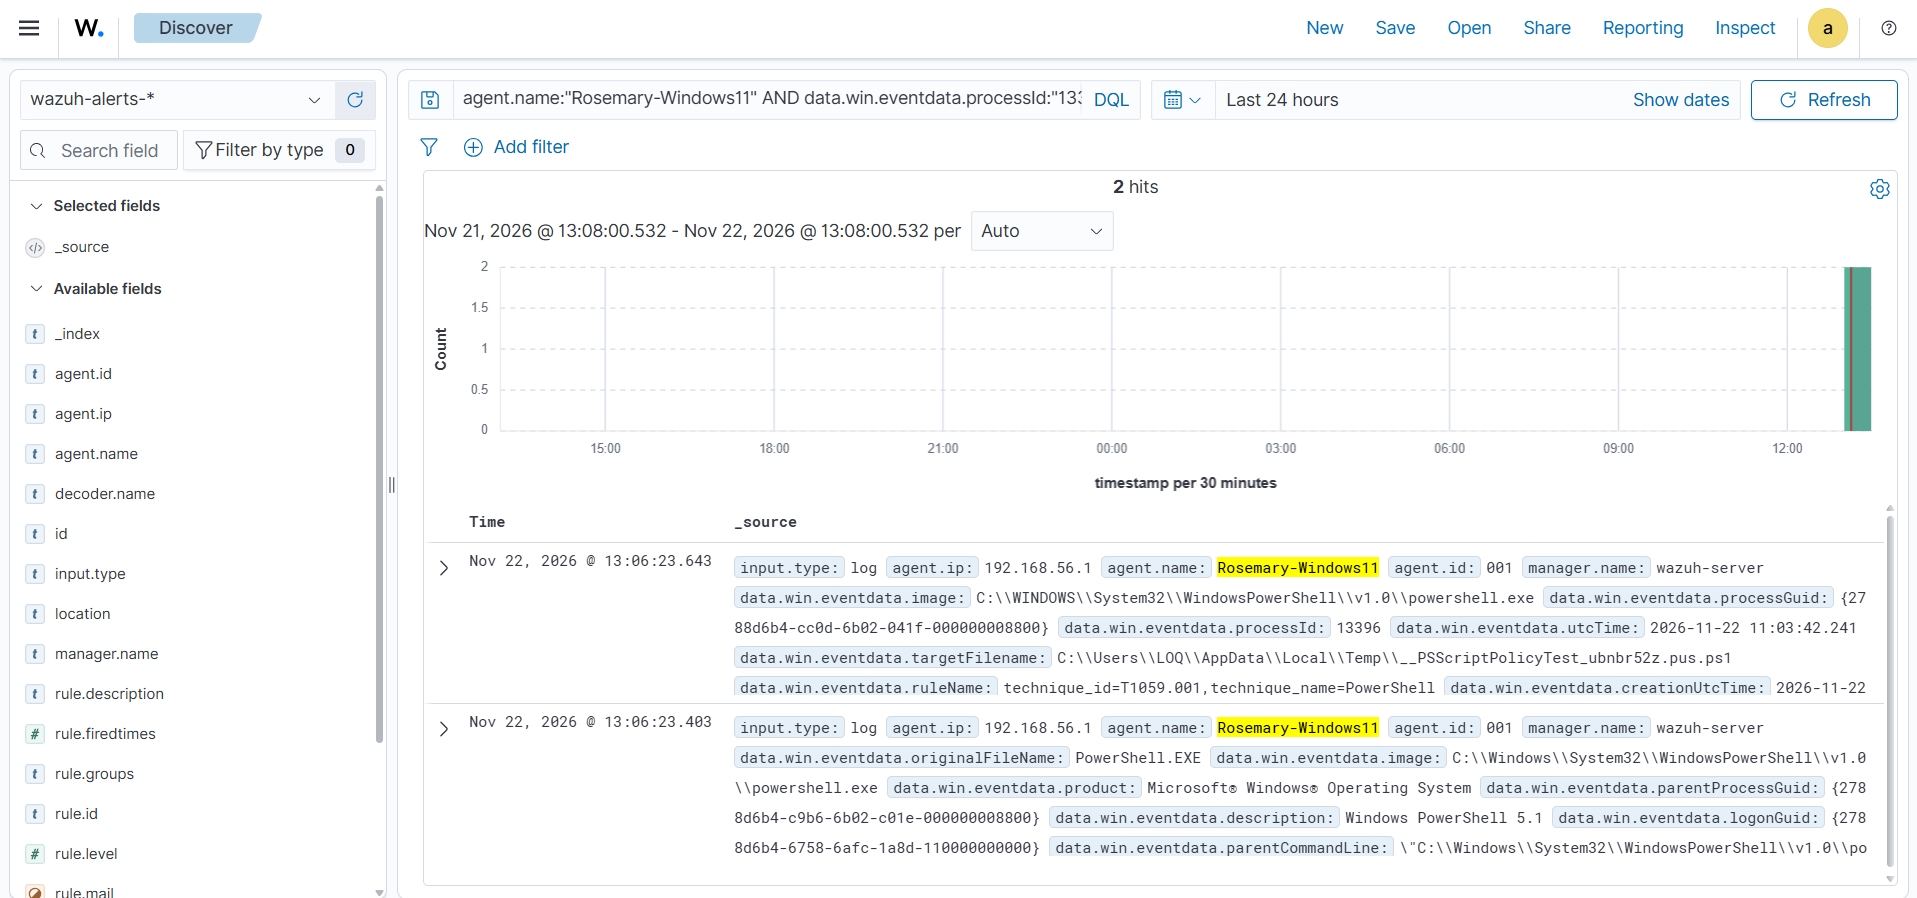 W.
Discover
New
Save
Open
Share
Reporting
Inspect
a
wazuh-alerts-*
agent.name:"Rosemary-Windows11" AND data.win.eventdata.processId:"133
DQL
Last 24 hours
Show dates
Refresh
Search field
Filter by type 0
Add filter
Selected fields
_source
Available fields
t _index
t agent.id
t agent.ip
t agent.name
t decoder.name
t id
t input.type
t location
t manager.name
t rule.description
# rule.firedtimes
t rule.groups
t rule.id
# rule.level
rule.mail
2 hits
Nov 21, 2026 @ 13:08:00.532 - Nov 22, 2026 @ 13:08:00.532 per
Auto
Count
2
1.5
1
0.5
0
15:00 18:00 21:00 00:00 03:00 06:00 09:00 12:00
timestamp per 30 minutes
Time _source
Nov 22, 2026 @ 13:06:23.643
input.type: log agent.ip: 192.168.56.1 agent.name: Rosemary-Windows11 agent.id: 001 manager.name: wazuh-server
data.win.eventdata.image: C:\\WINDOWS\\System32\\WindowsPowerShell\\v1.0\\powershell.exe data.win.eventdata.processGuid: {27
88d6b4-cc0d-6b02-041f-000000008800} data.win.eventdata.processId: 13396 data.win.eventdata.utcTime: 2026-11-22 11:03:42.241
data.win.eventdata.targetFilename: C:\\Users\\LOQ\\AppData\\Local\\Temp\\__PSScriptPolicyTest_ubnbr52z.pus.ps1
data.win.eventdata.ruleName: technique_id=T1059.001,technique_name=PowerShell data.win.eventdata.creationUtcTime: 2026-11-22
Nov 22, 2026 @ 13:06:23.403
input.type: log agent.ip: 192.168.56.1 agent.name: Rosemary-Windows11 agent.id: 001 manager.name: wazuh-server
data.win.eventdata.originalFileName: PowerShell.EXE data.win.eventdata.image: C:\\Windows\\System32\\WindowsPowerShell\\v1.0
\\powershell.exe data.win.eventdata.product: Microsoft® Windows® Operating System data.win.eventdata.parentProcessGuid: {278
8d6b4-c9b6-6b02-c01e-000000008800} data.win.eventdata.description: Windows PowerShell 5.1 data.win.eventdata.logonGuid: {278
8d6b4-6758-6afc-1a8d-110000000000} data.win.eventdata.parentCommandLine: \"C:\\Windows\\System32\\WindowsPowerShell\\v1.0\\po